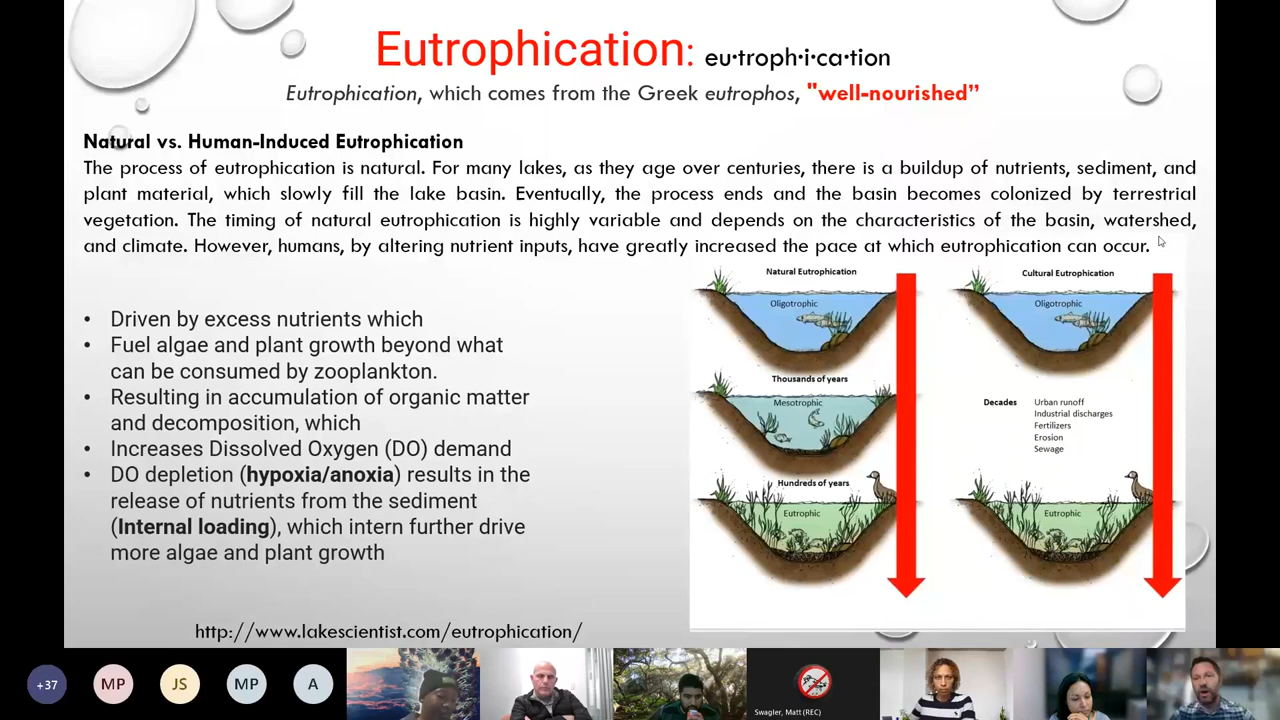 Eutrophication: eu·troph·i·ca·tion
Eutrophication, which comes from the Greek eutrophos, "well-nourished”
Natural vs. Human-Induced Eutrophication
The process of eutrophication is natural. For many lakes, as they age over centuries, there is a buildup of nutrients, sediment, and
plant material, which slowly fill the lake basin. Eventually, the process ends and the basin becomes colonized by terrestrial
vegetation. The timing of natural eutrophication is highly variable and depends on the characteristics of the basin, watershed,
and climate. However, humans, by altering nutrient inputs, have greatly increased the pace at which eutrophication can occur.
• Driven by excess nutrients which
• Fuel algae and plant growth beyond what
can be consumed by zooplankton.
• Resulting in accumulation of organic matter
and decomposition, which
• Increases Dissolved Oxygen (DO) demand
• DO depletion (hypoxia/anoxia) results in the
release of nutrients from the sediment
(Internal loading), which intern further drive
more algae and plant growth
http://www.lakescientist.com/eutrophication/
Natural Eutrophication
Oligotrophic
Thousands of years
Mesotrophic
Hundreds of years
Eutrophic
Cultural Eutrophication
Oligotrophic
Decades
Urban runoff
Industrial discharges
Fertilizers
Erosion
Sewage
Eutrophic
+37
MP
JS
MP
A
Swagler, Matt (REC)